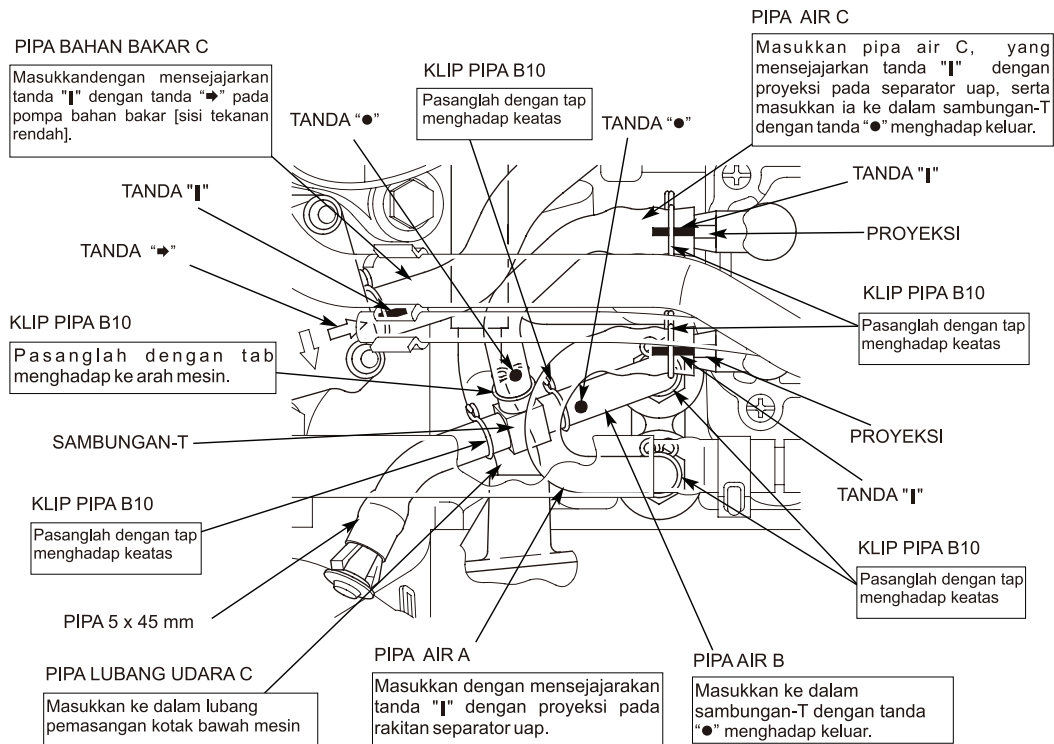 PIPA AIR C
Masukkan pipa air C, yang
mensejajarkan tanda "❙" dengan
proyeksi pada separator uap, serta
masukkan ia ke dalam sambungan-T
dengan tanda “●” menghadap keluar.
PIPA BAHAN BAKAR C
Masukkandengan mensejajarkan
tanda "❙" dengan tanda “➡” pada
pompa bahan bakar [sisi tekanan
rendah].
KLIP PIPA B10
Pasanglah dengan tap
menghadap keatas
TANDA “●”
TANDA “●”
TANDA "❙"
TANDA "❙"
TANDA “➡”
PROYEKSI
KLIP PIPA B10
Pasanglah dengan tap
menghadap keatas
KLIP PIPA B10
Pasanglah dengan tab
menghadap ke arah mesin.
SAMBUNGAN-T
PROYEKSI
TANDA "❙"
KLIP PIPA B10
Pasanglah dengan tap
menghadap keatas
KLIP PIPA B10
Pasanglah dengan tap
menghadap keatas
PIPA 5 x 45 mm
PIPA LUBANG UDARA C
Masukkan ke dalam lubang
pemasangan kotak bawah mesin
PIPA AIR A
Masukkan dengan mensejajarakan
tanda "❙" dengan proyeksi pada
rakitan separator uap.
PIPA AIR B
Masukkan ke dalam
sambungan-T dengan tanda
“●” menghadap keluar.